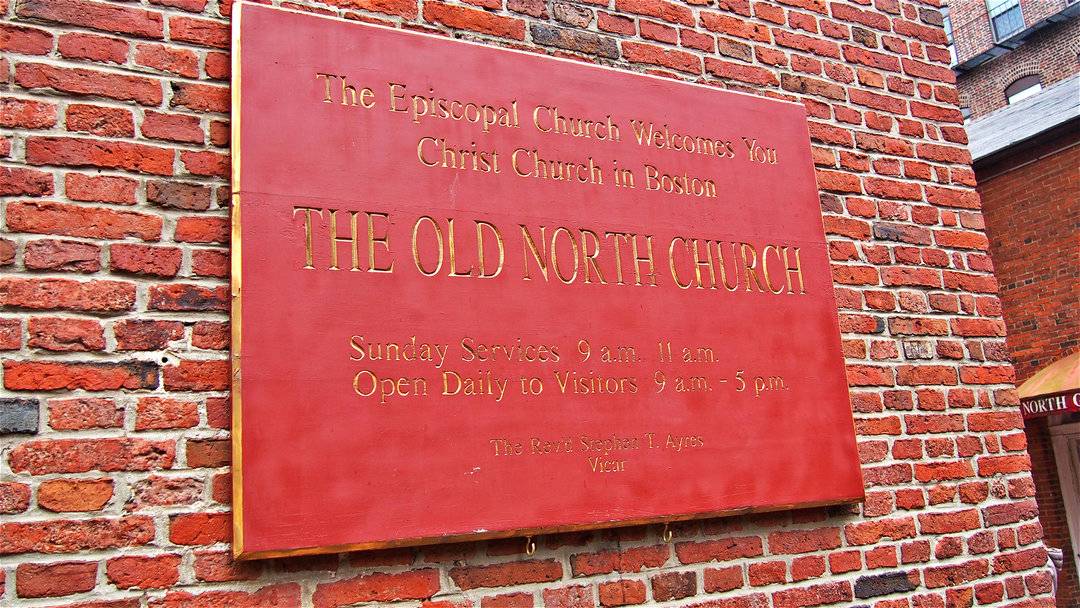 The Episcopal Church Welcomes You
Christ Church in Boston
THE OLD NORTH CHURCH
Sunday Services 9 a.m. 11 a.m.
Open Daily to Visitors 9 a.m. - 5 p.m.
The Rev'd Stephen T. Ayres
Vicar
NORTH